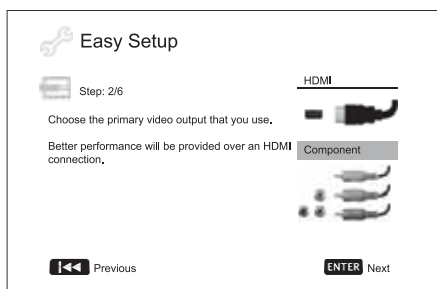 Easy Setup
Step: 2/6
HDMI
Choose the primary video output that you use.
Better performance will be provided over an HDMI
connection.
Component
Previous
ENTER Next